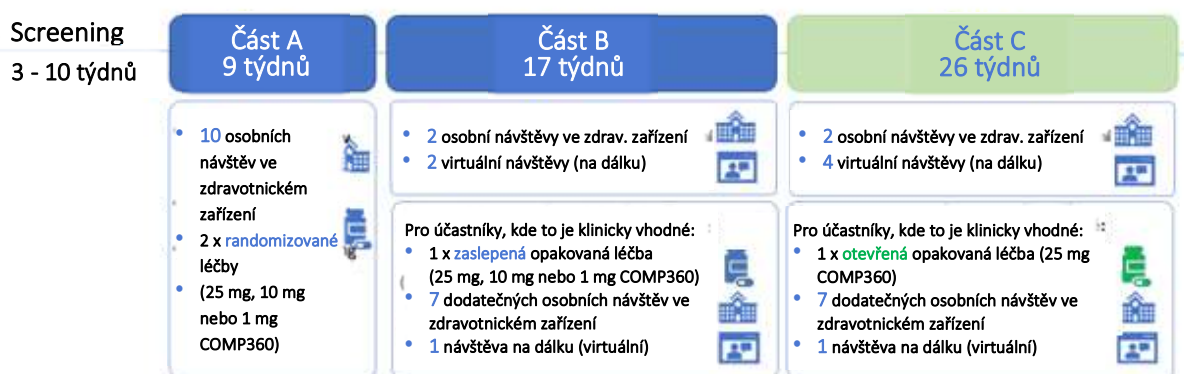 Screening
3 - 10 týdnů
Část A
9 týdnů
Část B
17 týdnů
Část C
26 týdnů
• 10 osobních
návštěv ve
zdravotnickém
zařízení
• 2 x randomizované
léčby
• (25 mg, 10 mg
nebo 1 mg
COMP360)
• 2 osobní návštěvy ve zdrav. zařízení
• 2 virtuální návštěvy (na dálku)
Pro účastníky, kde to je klinicky vhodné:
• 1 x zaslepená opakovaná léčba
(25 mg, 10 mg nebo 1 mg COMP360)
• 7 dodatečných osobních návštěv ve
zdravotnickém zařízení
• 1 návštěva na dálku (virtuální)
• 2 osobní návštěvy ve zdrav. zařízení
• 4 virtuální návštěvy (na dálku)
Pro účastníky, kde to je klinicky vhodné:
• 1 x otevřená opakovaná léčba (25 mg
COMP360)
• 7 dodatečných osobních návštěv ve
zdravotnickém zařízení
• 1 návštěva na dálku (virtuální)